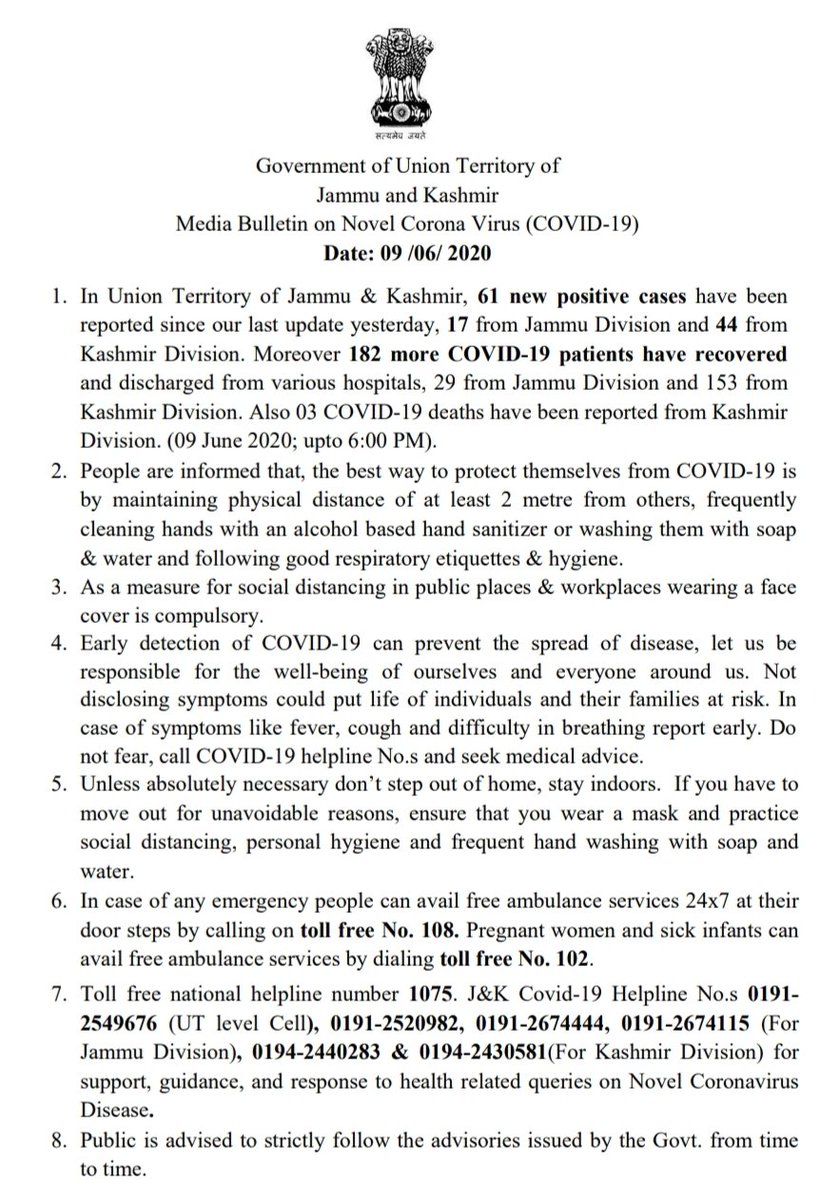 सत्यमेव जयते
Government of Union Territory of
Jammu and Kashmir
Media Bulletin on Novel Corona Virus (COVID-19)
Date: 09 /06/ 2020
1. In Union Territory of Jammu & Kashmir, 61 new positive cases have been
reported since our last update yesterday, 17 from Jammu Division and 44 from
Kashmir Division. Moreover 182 more COVID-19 patients have recovered
and discharged from various hospitals, 29 from Jammu Division and 153 from
Kashmir Division. Also 03 COVID-19 deaths have been reported from Kashmir
Division. (09 June 2020; upto 6:00 PM).
2. People are informed that, the best way to protect themselves from COVID-19 is
by maintaining physical distance of at least 2 metre from others, frequently
cleaning hands with an alcohol based hand sanitizer or washing them with soap
& water and following good respiratory etiquettes & hygiene.
3. As a measure for social distancing in public places & workplaces wearing a face
cover is compulsory.
4. Early detection of COVID-19 can prevent the spread of disease, let us be
responsible for the well-being of ourselves and everyone around us. Not
disclosing symptoms could put life of individuals and their families at risk. In
case of symptoms like fever, cough and difficulty in breathing report early. Do
not fear, call COVID-19 helpline No.s and seek medical advice.
5. Unless absolutely necessary don’t step out of home, stay indoors. If you have to
move out for unavoidable reasons, ensure that you wear a mask and practice
social distancing, personal hygiene and frequent hand washing with soap and
water.
6. In case of any emergency people can avail free ambulance services 24x7 at their
door steps by calling on toll free No. 108. Pregnant women and sick infants can
avail free ambulance services by dialing toll free No. 102.
7. Toll free national helpline number 1075. J&K Covid-19 Helpline No.s 0191-
2549676 (UT level Cell), 0191-2520982, 0191-2674444, 0191-2674115 (For
Jammu Division), 0194-2440283 & 0194-2430581(For Kashmir Division) for
support, guidance, and response to health related queries on Novel Coronavirus
Disease.
8. Public is advised to strictly follow the advisories issued by the Govt. from time
to time.